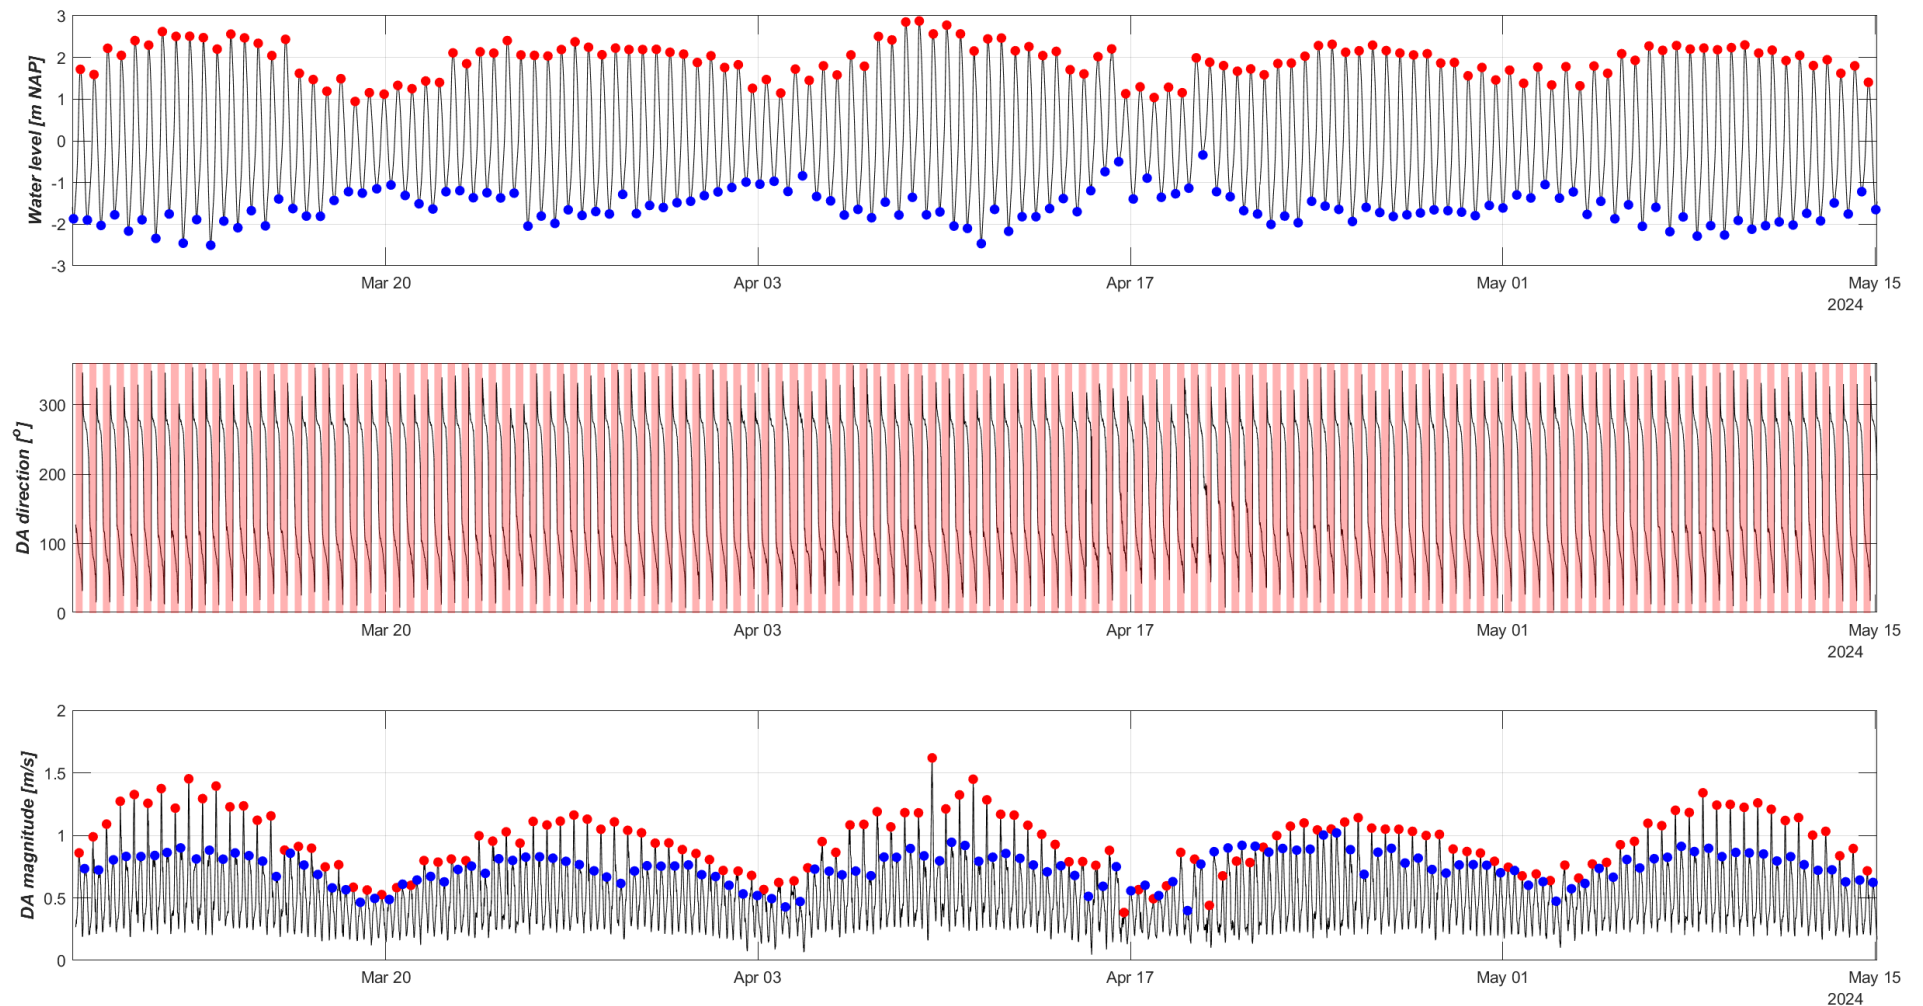 Water level [m NAP]
3
2
1
0
-1
-2
-3
Mar 20
Apr 03
Apr 17
May 01
May 15
2024
DA direction [°]
300
200
100
0
Mar 20
Apr 03
Apr 17
May 01
May 15
2024
DA magnitude [m/s]
2
1.5
1
0.5
0
Mar 20
Apr 03
Apr 17
May 01
May 15
2024